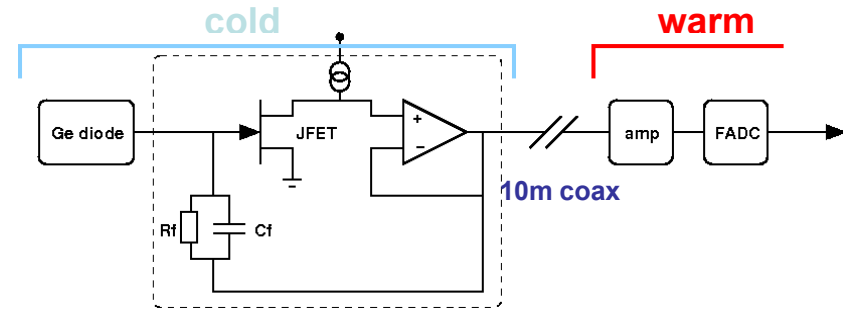 cold
warm
Ge diode
JFET
+
−
amp
FADC
10m coax
Rf
Cf